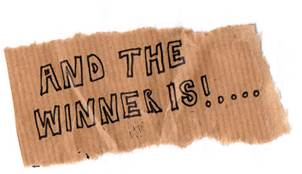 AND THE
WINNER IS!.....